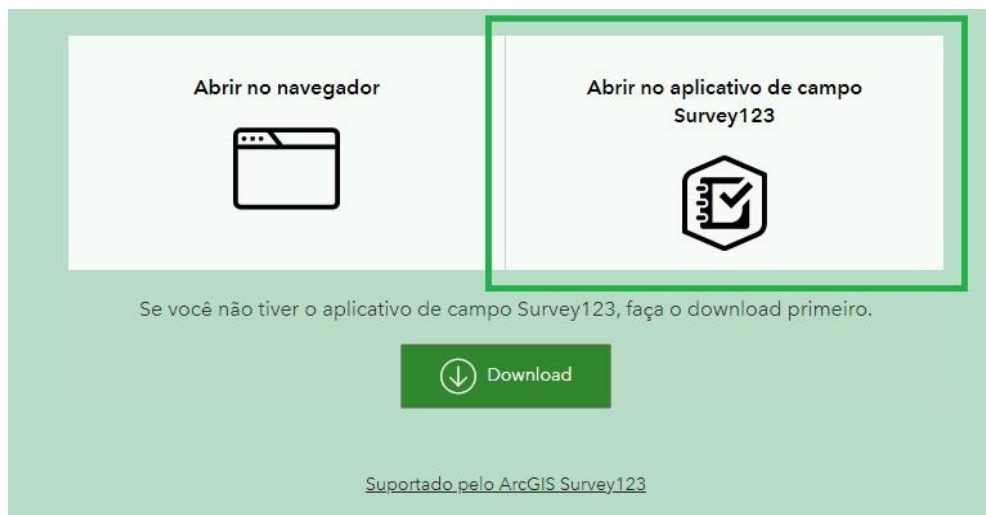 Abrir no navegador
Abrir no aplicativo de campo
Survey123
Se você não tiver o aplicativo de campo Survey123, faça o download primeiro.
Download
Suportado pelo ArcGIS Survey123